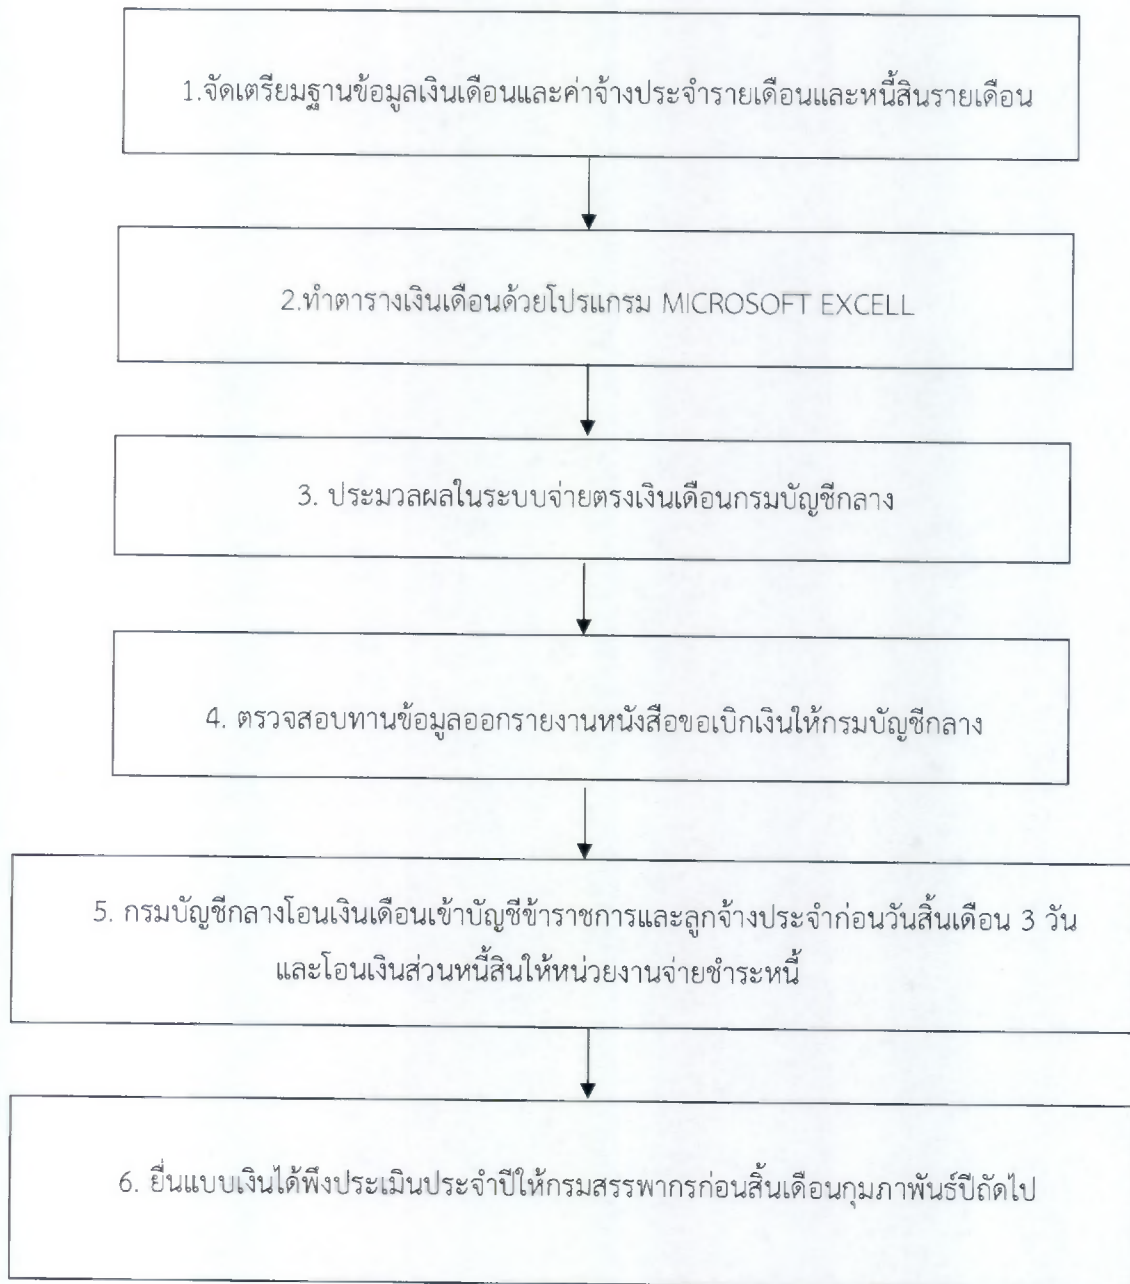 1.จัดเตรียมฐานข้อมูลเงินเดือนและค่าจ้างประจำรายเดือนและหนี้สินรายเดือน
2.ทำตารางเงินเดือนด้วยโปรแกรม MICROSOFT EXCELL
3. ประมวลผลในระบบจ่ายตรงเงินเดือนกรมบัญชีกลาง
4. ตรวจสอบทานข้อมูลออกรายงานหนังสือขอเบิกเงินให้กรมบัญชีกลาง
5. กรมบัญชีกลางโอนเงินเดือนเข้าบัญชีข้าราชการและลูกจ้างประจำก่อนวันสิ้นเดือน 3 วัน
และโอนเงินส่วนหนี้สินให้หน่วยงานจ่ายชำระหนี้
6. ยื่นแบบเงินได้พึงประเมินประจำปีให้กรมสรรพากรก่อนสิ้นเดือนกุมภาพันธ์ปีถัดไป